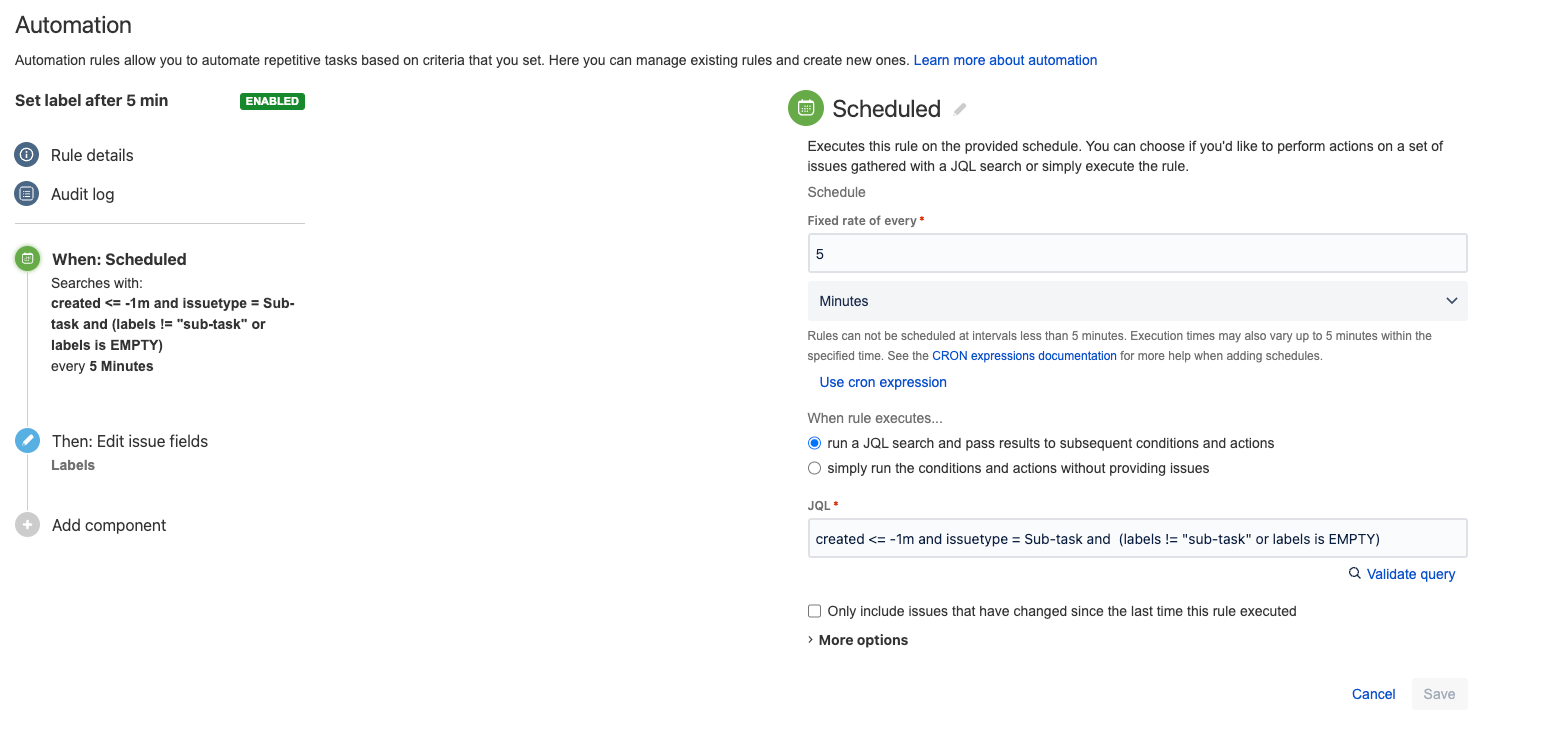 Automation
Automation rules allow you to automate repetitive tasks based on criteria that you set. Here you can manage existing rules and create new ones. Learn more about automation
Set label after 5 min
ENABLED
Rule details
Audit log
When: Scheduled
Searches with:
created <= -1m and issuetype = Sub-
task and (labels != "sub-task" or
labels is EMPTY)
every 5 Minutes
Then: Edit issue fields
Labels
Add component
Scheduled
Executes this rule on the provided schedule. You can choose if you'd like to perform actions on a set of
issues gathered with a JQL search or simply execute the rule.
Schedule
Fixed rate of every *
5
Minutes
Rules can not be scheduled at intervals less than 5 minutes. Execution times may also vary up to 5 minutes within the
specified time. See the CRON expressions documentation for more help when adding schedules.
Use cron expression
When rule executes...
run a JQL search and pass results to subsequent conditions and actions
simply run the conditions and actions without providing issues
JQL *
created <= -1m and issuetype = Sub-task and  (labels != "sub-task" or labels is EMPTY)
Validate query
Only include issues that have changed since the last time this rule executed
More options
Cancel
Save